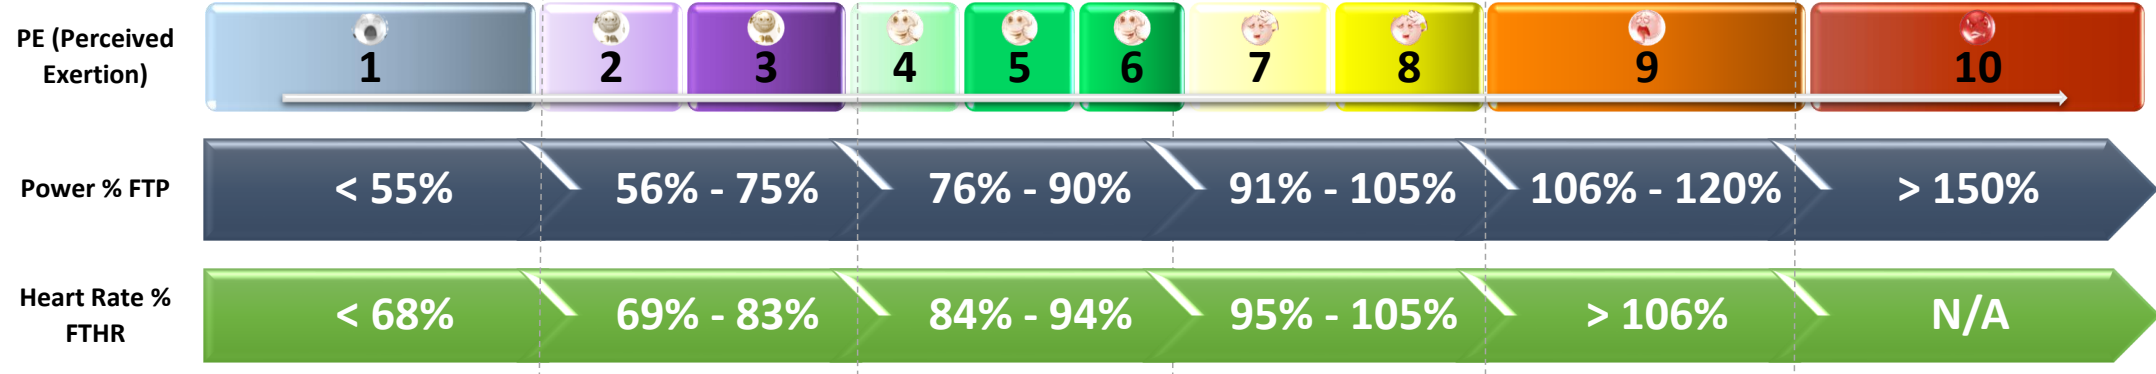 PE (Perceived
Exertion)
1 2 3 4 5 6 7 8 9 10
Power % FTP
< 55% 56% - 75% 76% - 90% 91% - 105% 106% - 120% > 150%
Heart Rate %
FTHR
< 68% 69% - 83% 84% - 94% 95% - 105% > 106% N/A